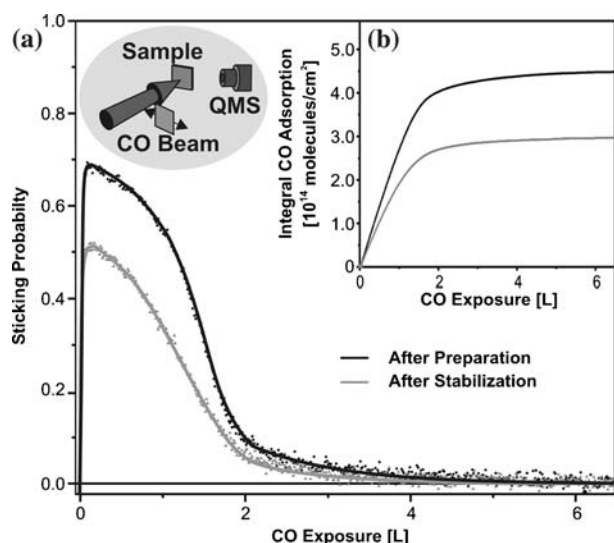 (a)
Sample
QMS
CO Beam
Sticking Probabilty
1.0
0.8
0.6
0.4
0.2
0.0
0
2
4
6
CO Exposure [L]
(b)
Integral CO Adsorption
[10¹⁴ molecules/cm²]
4.5
4.0
3.0
2.0
1.0
0
0
2
4
6
CO Exposure [L]
After Preparation
After Stabilization